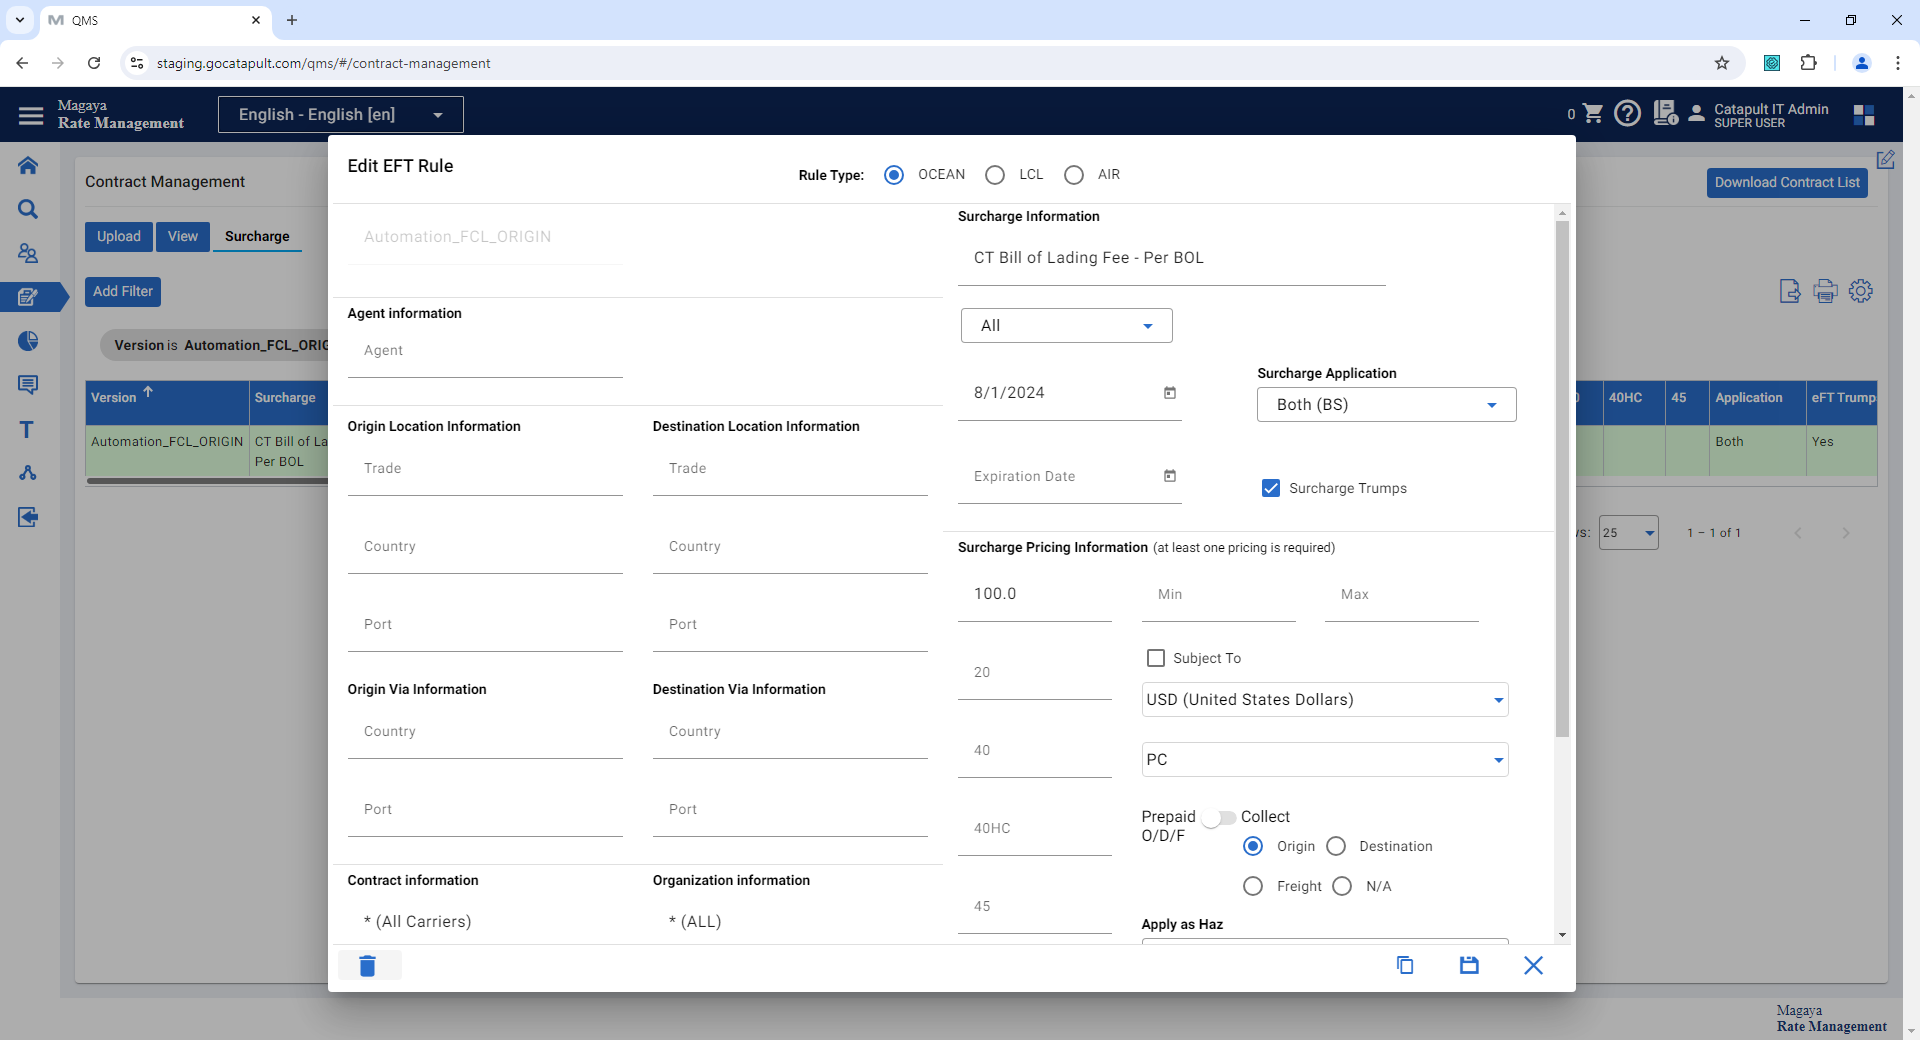 QMS
staging.gocatapult.com/qms/#/contract-management
Magaya
Rate Management
English - English [en]
0
Catapult IT Admin
SUPER USER
Contract Management
Download Contract List
Upload
View
Surcharge
Add Filter
Version is Automation_FCL_ORIG
Version
Surcharge
40HC
45
Application
eFT Trump
Automation_FCL_ORIGIN
CT Bill of La
Per BOL
Both
Yes
25
1 – 1 of 1
Edit EFT Rule
Rule Type:
OCEAN
LCL
AIR
Automation_FCL_ORIGIN
Agent information
Agent
Origin Location Information
Destination Location Information
Trade
Trade
Country
Country
Port
Port
Origin Via Information
Destination Via Information
Country
Country
Port
Port
Contract information
Organization information
* (All Carriers)
* (ALL)
Surcharge Information
CT Bill of Lading Fee - Per BOL
All
8/1/2024
Surcharge Application
Both (BS)
Expiration Date
Surcharge Trumps
Surcharge Pricing Information (at least one pricing is required)
100.0
Min
Max
20
Subject To
USD (United States Dollars)
40
PC
40HC
Prepaid
Collect
O/D/F
Origin
Destination
Freight
N/A
45
Apply as Haz
Magaya
Rate Management